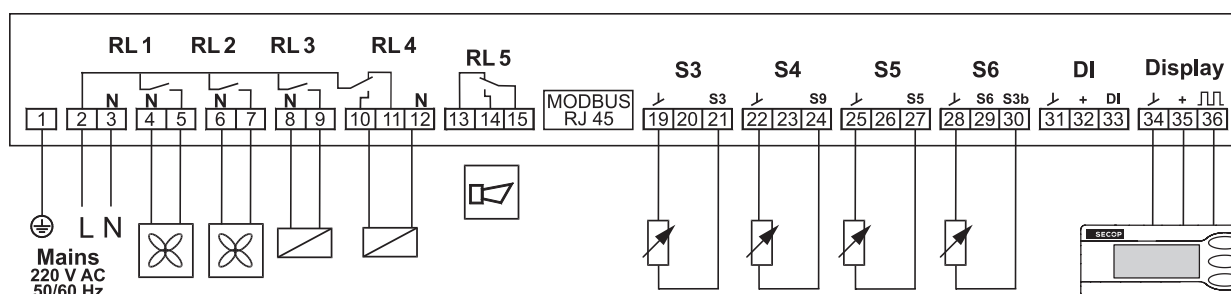 RL 1 RL 2 RL 3 RL 4 RL 5 S3 S4 S5 S6 DI Display
N N N N N S3 S9 S5 S6 S3b + DI +
1 2 3 4 5 6 7 8 9 10 11 12 13 14 15 MODBUS RJ 45 19 20 21 22 23 24 25 26 27 28 29 30 31 32 33 34 35 36
L N
Mains
220 V AC
50/60 Hz
SECOP